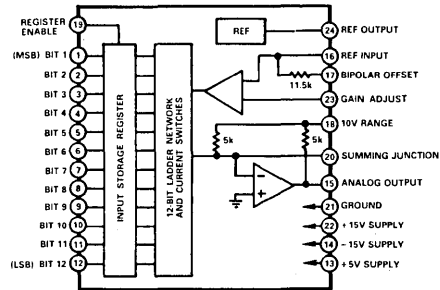 REGISTER
ENABLE
19
(MSB) BIT 1
1
BIT 2
2
BIT 3
3
BIT 4
4
BIT 5
5
BIT 6
6
BIT 7
7
BIT 8
8
BIT 9
9
BIT 10
10
BIT 11
11
(LSB) BIT 12
12
INPUT STORAGE REGISTER
12-BIT LADDER NETWORK
AND CURRENT SWITCHES
REF
11.5k
5k
5k
24 REF OUTPUT
16 REF INPUT
17 BIPOLAR OFFSET
23 GAIN ADJUST
18 10V RANGE
20 SUMMING JUNCTION
15 ANALOG OUTPUT
21 GROUND
22 +15V SUPPLY
14 -15V SUPPLY
13 +5V SUPPLY
−
+